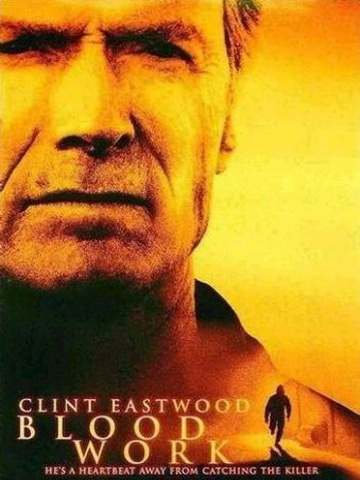 CLINT EASTWOOD
BLOOD
WORK
HE'S A HEARTBEAT AWAY FROM CATCHING THE KILLER